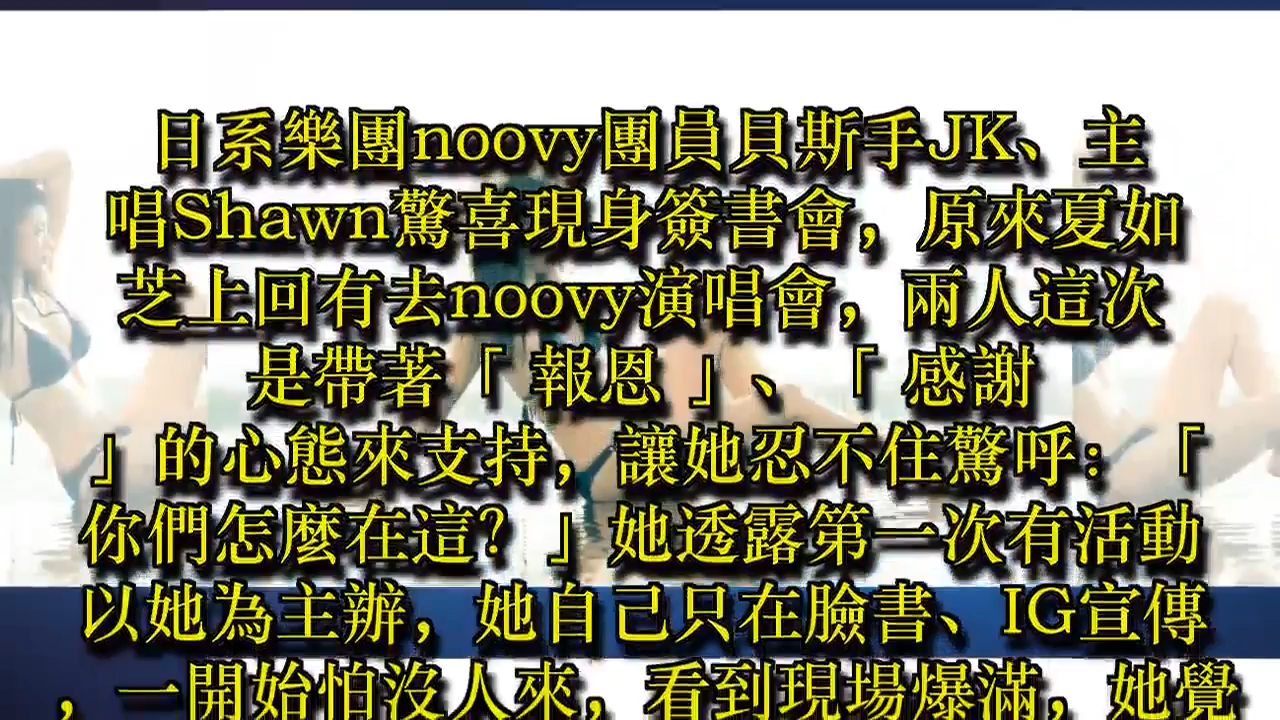 日系樂團noovy團員貝斯手JK、主
唱Shawn驚喜現身簽書會，原來夏如
芝上回有去noovy演唱會，兩人這次
是帶著「 報恩 」、「 感謝
」的心態來支持，讓她忍不住驚呼：「
你們怎麼在這？」她透露第一次有活動
以她為主辦，她自己只在臉書、IG宣傳
，一開始怕沒人來，看到現場爆滿，她覺